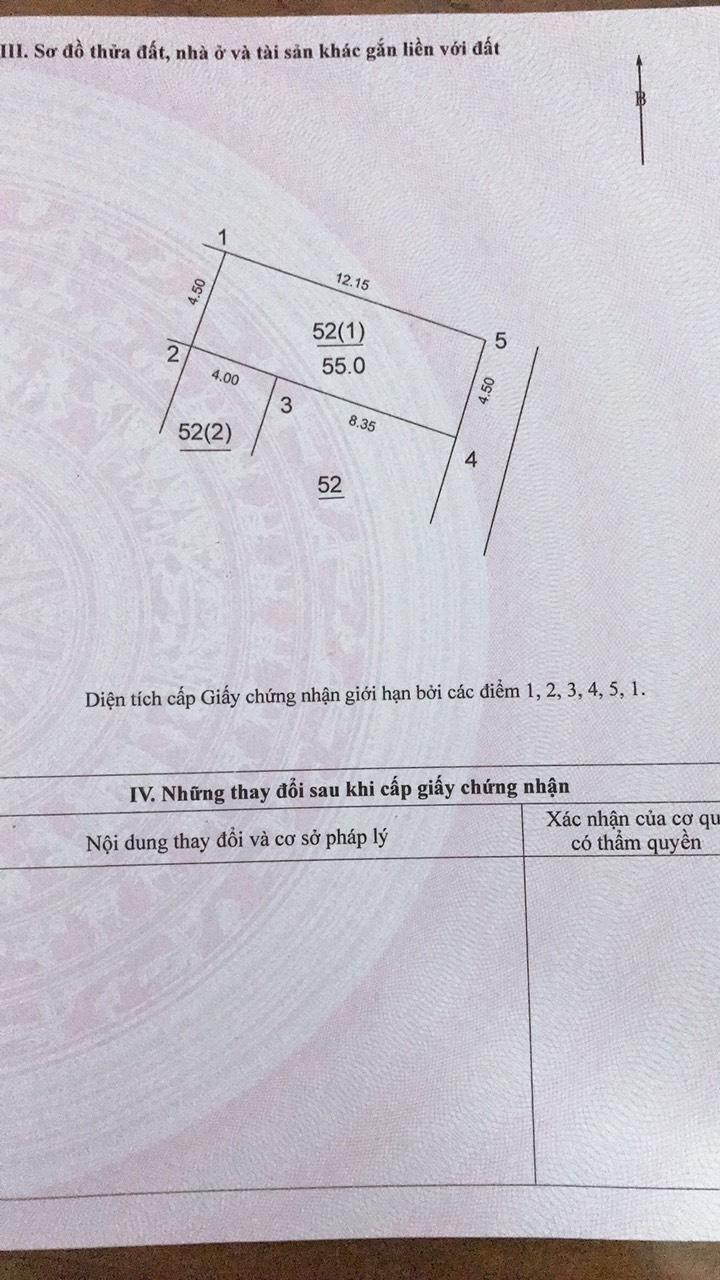 III. Sơ đồ thửa đất, nhà ở và tài sản khác gắn liền với đất
B
1
12.15
4.50
52(1)
55.0
5
2
4.00
3
8.35
4.50
52(2)
4
52
Diện tích cấp Giấy chứng nhận giới hạn bởi các điểm 1, 2, 3, 4, 5, 1.
IV. Những thay đổi sau khi cấp giấy chứng nhận
Nội dung thay đổi và cơ sở pháp lý
Xác nhận của cơ qu
có thẩm quyền